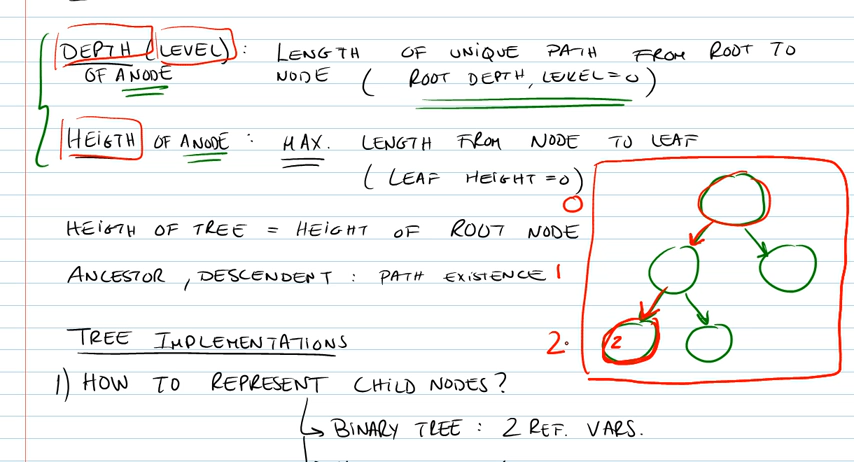 DEPTH (LEVEL) : LENGTH OF UNIQUE PATH FROM ROOT TO
OF A NODE NODE ( ROOT DEPTH, LEVEL = 0 )
HEIGTH OF A NODE : MAX. LENGTH FROM NODE TO LEAF
( LEAF HEIGHT = 0 )
0
HEIGTH OF TREE = HEIGHT OF ROOT NODE
ANCESTOR , DESCENDENT : PATH EXISTENCE 1
TREE IMPLEMENTATIONS 2. 2
1) HOW TO REPRESENT CHILD NODES?
↳ BINARY TREE : 2 REF. VARS.